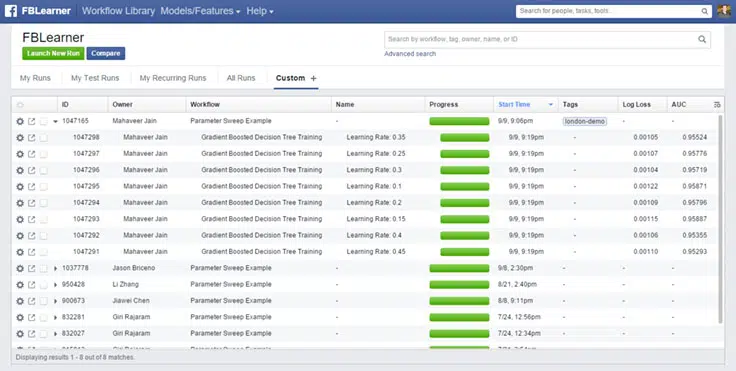 FBLearner Workflow Library Models/Features Help Search for people, tasks, tools...
FBLearner
Search by workflow, tag, owner, name, or ID
Launch New Run Compare Advanced search
My Runs My Test Runs My Recurring Runs All Runs Custom +
ID Owner Workflow Name Progress Start Time Tags Log Loss AUC
1047165 Mahaveer Jain Parameter Sweep Example - 9/9, 9:06pm london-demo - -
1047298 Mahaveer Jain Gradient Boosted Decision Tree Training Learning Rate: 0.35 9/9, 9:19pm - 0.00105 0.95524
1047297 Mahaveer Jain Gradient Boosted Decision Tree Training Learning Rate: 0.25 9/9, 9:19pm - 0.00107 0.95776
1047296 Mahaveer Jain Gradient Boosted Decision Tree Training Learning Rate: 0.3 9/9, 9:19pm - 0.00104 0.95719
1047295 Mahaveer Jain Gradient Boosted Decision Tree Training Learning Rate: 0.1 9/9, 9:19pm - 0.00122 0.95871
1047294 Mahaveer Jain Gradient Boosted Decision Tree Training Learning Rate: 0.2 9/9, 9:19pm - 0.00109 0.95796
1047293 Mahaveer Jain Gradient Boosted Decision Tree Training Learning Rate: 0.15 9/9, 9:19pm - 0.00115 0.95887
1047292 Mahaveer Jain Gradient Boosted Decision Tree Training Learning Rate: 0.4 9/9, 9:19pm - 0.00106 0.95355
1047291 Mahaveer Jain Gradient Boosted Decision Tree Training Learning Rate: 0.45 9/9, 9:19pm - 0.00110 0.95293
1037778 Jason Briceno Parameter Sweep Example - 9/8, 2:30pm - - -
950428 Li Zhang Parameter Sweep Example - 8/21, 2:40pm - - -
900673 Jiawei Chen Parameter Sweep Example - 8/8, 9:11pm - - -
832281 Giri Rajaram Parameter Sweep Example - 7/24, 12:56pm - - -
832027 Giri Rajaram Parameter Sweep Example - 7/24, 12:34pm - - -
Giri Rajaram Parameter Sweep Example
Displaying results 1 - 8 out of 8 matches.